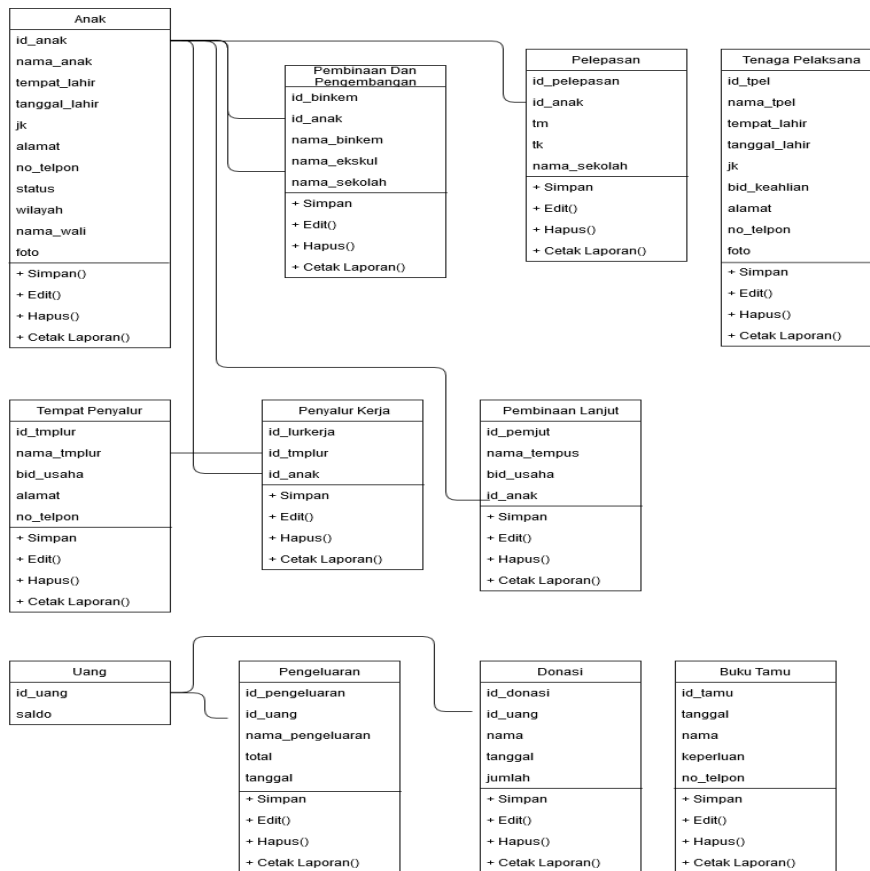 Anak
id_anak
nama_anak
tempat_lahir
tanggal_lahir
jk
alamat
no_telpon
status
wilayah
nama_wali
foto
+ Simpan()
+ Edit()
+ Hapus()
+ Cetak Laporan()
Pembinaan Dan
Pengembangan
id_binkem
id_anak
nama_binkem
nama_ekskul
nama_sekolah
+ Simpan
+ Edit()
+ Hapus()
+ Cetak Laporan()
Pelepasan
id_pelepasan
id_anak
tm
tk
nama_sekolah
+ Simpan
+ Edit()
+ Hapus()
+ Cetak Laporan()
Tenaga Pelaksana
id_tpel
nama_tpel
tempat_lahir
tanggal_lahir
jk
bid_keahlian
alamat
no_telpon
foto
+ Simpan
+ Edit()
+ Hapus()
+ Cetak Laporan()
Tempat Penyalur
id_tmplur
nama_tmplur
bid_usaha
alamat
no_telpon
+ Simpan
+ Edit()
+ Hapus()
+ Cetak Laporan()
Penyalur Kerja
id_lurkerja
id_tmplur
id_anak
+ Simpan
+ Edit()
+ Hapus()
+ Cetak Laporan()
Pembinaan Lanjut
id_pemjut
nama_tempus
bid_usaha
id_anak
+ Simpan
+ Edit()
+ Hapus()
+ Cetak Laporan()
Uang
id_uang
saldo
Pengeluaran
id_pengeluaran
id_uang
nama_pengeluaran
total
tanggal
+ Simpan
+ Edit()
+ Hapus()
+ Cetak Laporan()
Donasi
id_donasi
id_uang
nama
tanggal
jumlah
+ Simpan
+ Edit()
+ Hapus()
+ Cetak Laporan()
Buku Tamu
id_tamu
tanggal
nama
keperluan
no_telpon
+ Simpan
+ Edit()
+ Hapus()
+ Cetak Laporan()